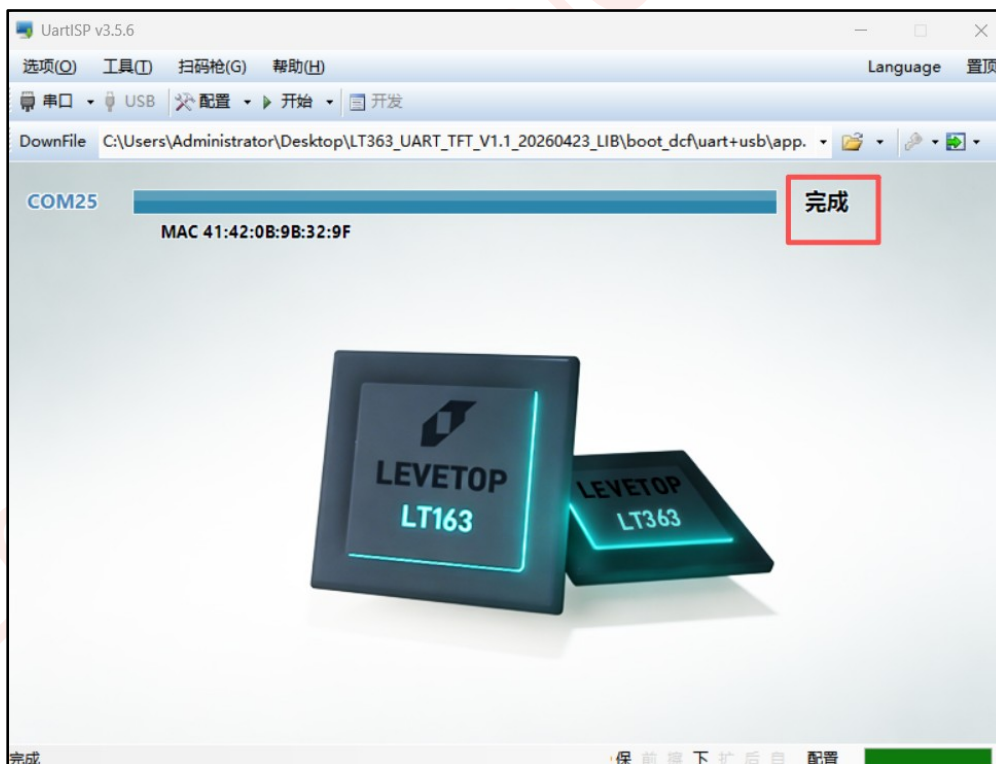 UartISP v3.5.6
选项(O) 工具(T) 扫码枪(G) 帮助(H) Language 置顶
串口 USB 配置 开始 开发
DownFile C:\Users\Administrator\Desktop\LT363_UART_TFT_V1.1_20260423_LIB\boot_dcf\uart+usb\app.
COM25 完成
MAC 41:42:0B:9B:32:9F
LEVETOP
LT163
LEVETOP
LT363
完成 保 前 擦 下 扩 后 自 配置